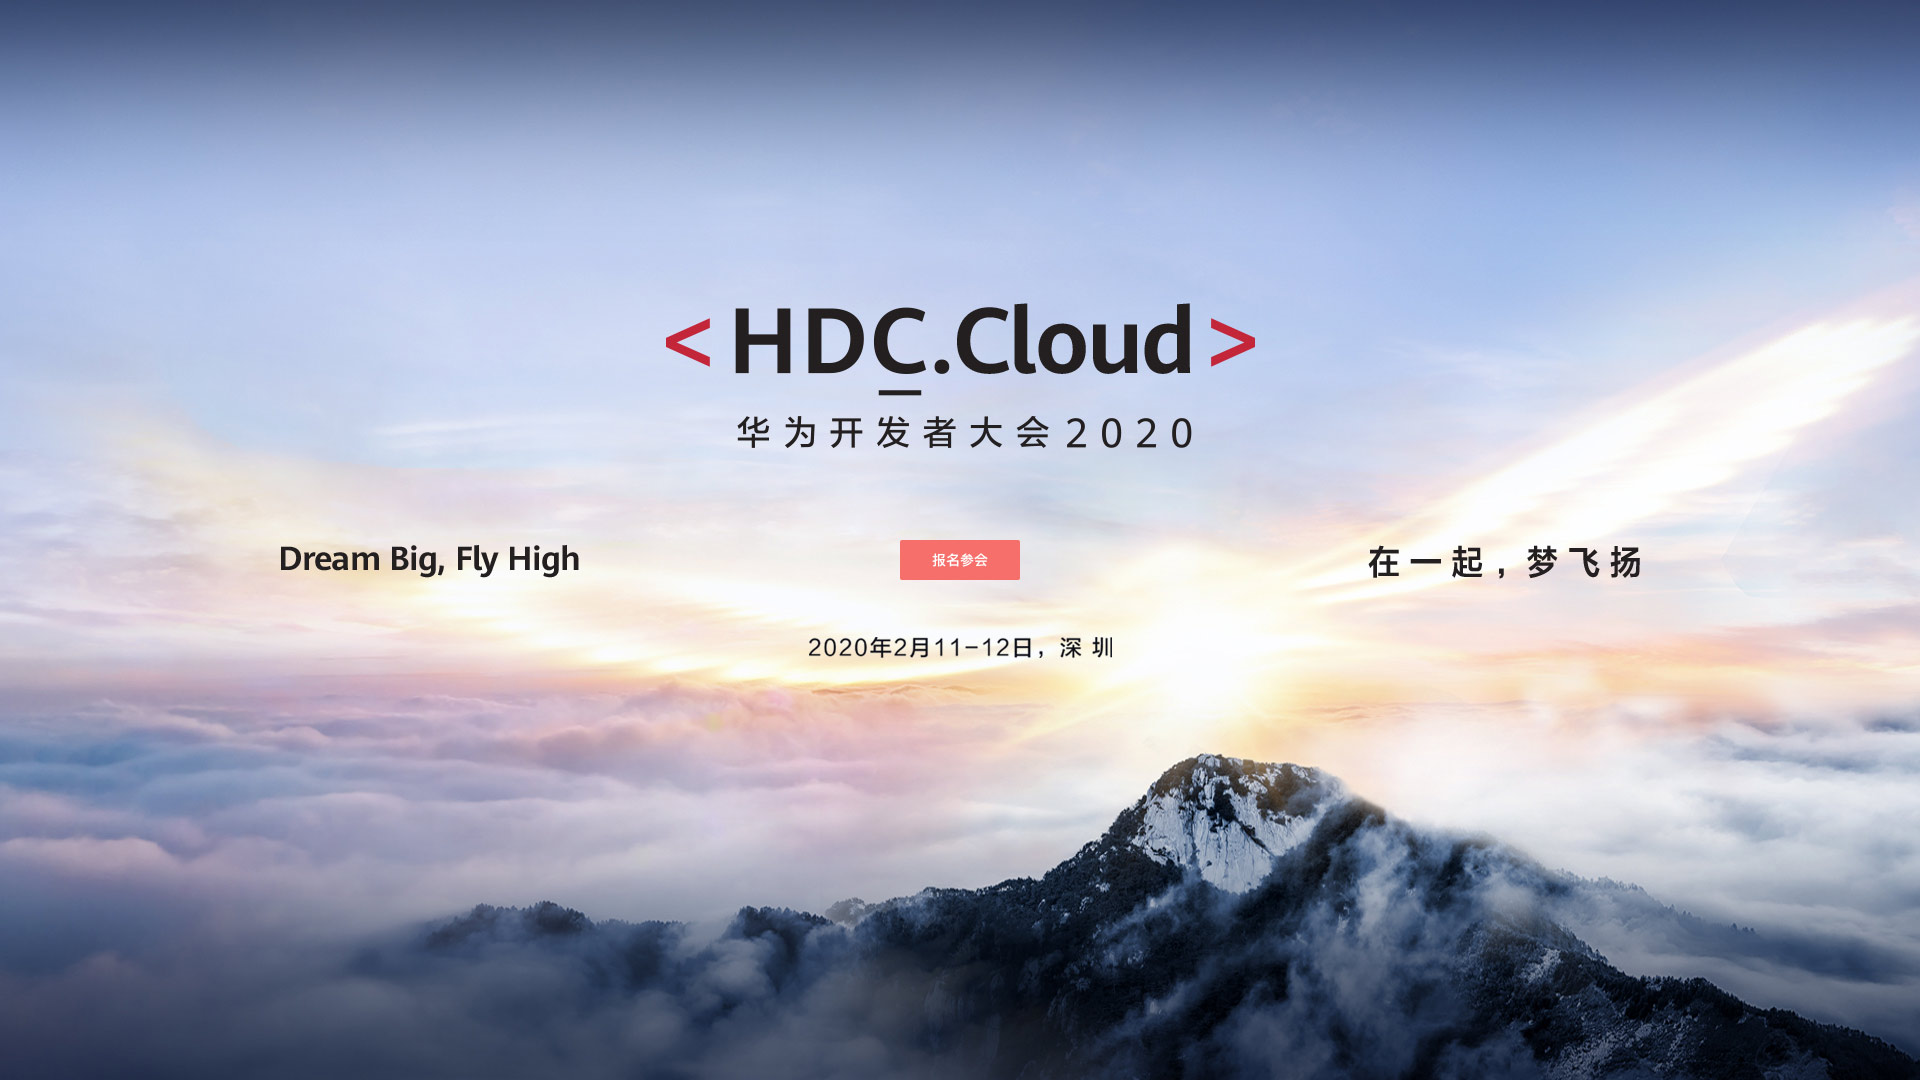 <HDC.Cloud>
华为开发者大会2020
Dream Big, Fly High
报名参会
在一起，梦飞扬
2020年2月11-12日，深圳